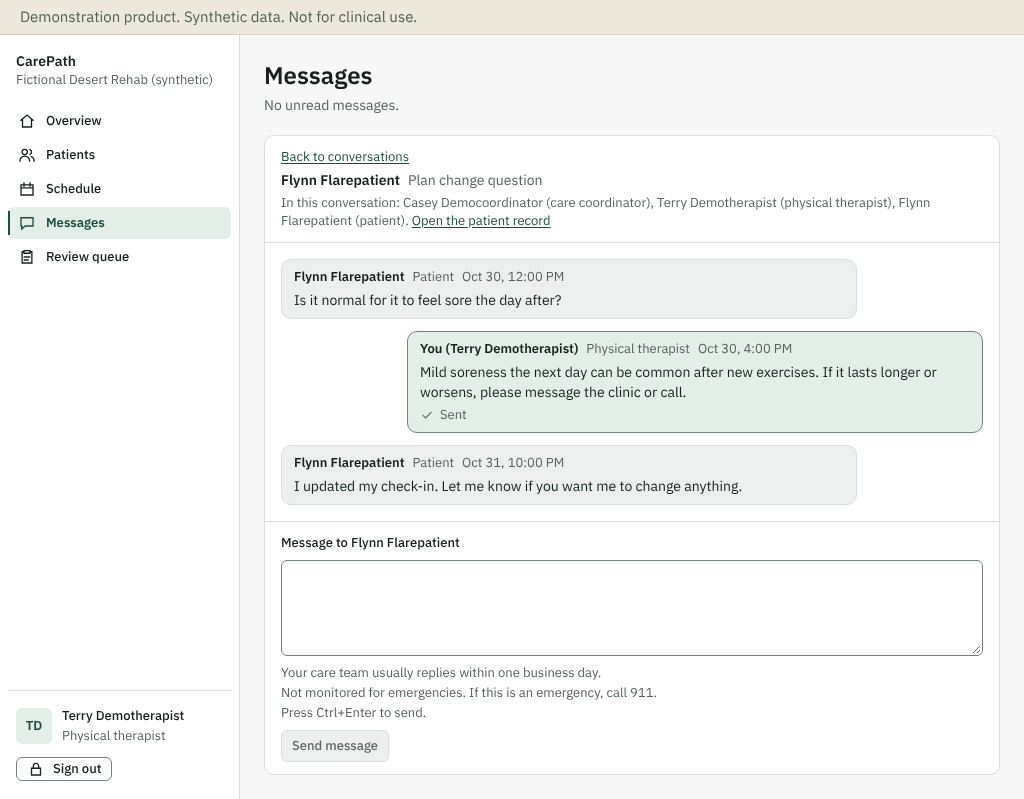 Demonstration product. Synthetic data. Not for clinical use.
CarePath
Fictional Desert Rehab (synthetic)
Overview
Patients
Schedule
Messages
Review queue
TD
Terry Demotherapist
Physical therapist
Sign out
Messages
No unread messages.
Back to conversations
Flynn Flarepatient Plan change question
In this conversation: Casey Democoordinator (care coordinator), Terry Demotherapist (physical therapist), Flynn
Flarepatient (patient). Open the patient record
Flynn Flarepatient Patient Oct 30, 12:00 PM
Is it normal for it to feel sore the day after?
You (Terry Demotherapist) Physical therapist Oct 30, 4:00 PM
Mild soreness the next day can be common after new exercises. If it lasts longer or
worsens, please message the clinic or call.
Sent
Flynn Flarepatient Patient Oct 31, 10:00 PM
I updated my check-in. Let me know if you want me to change anything.
Message to Flynn Flarepatient
Your care team usually replies within one business day.
Not monitored for emergencies. If this is an emergency, call 911.
Press Ctrl+Enter to send.
Send message